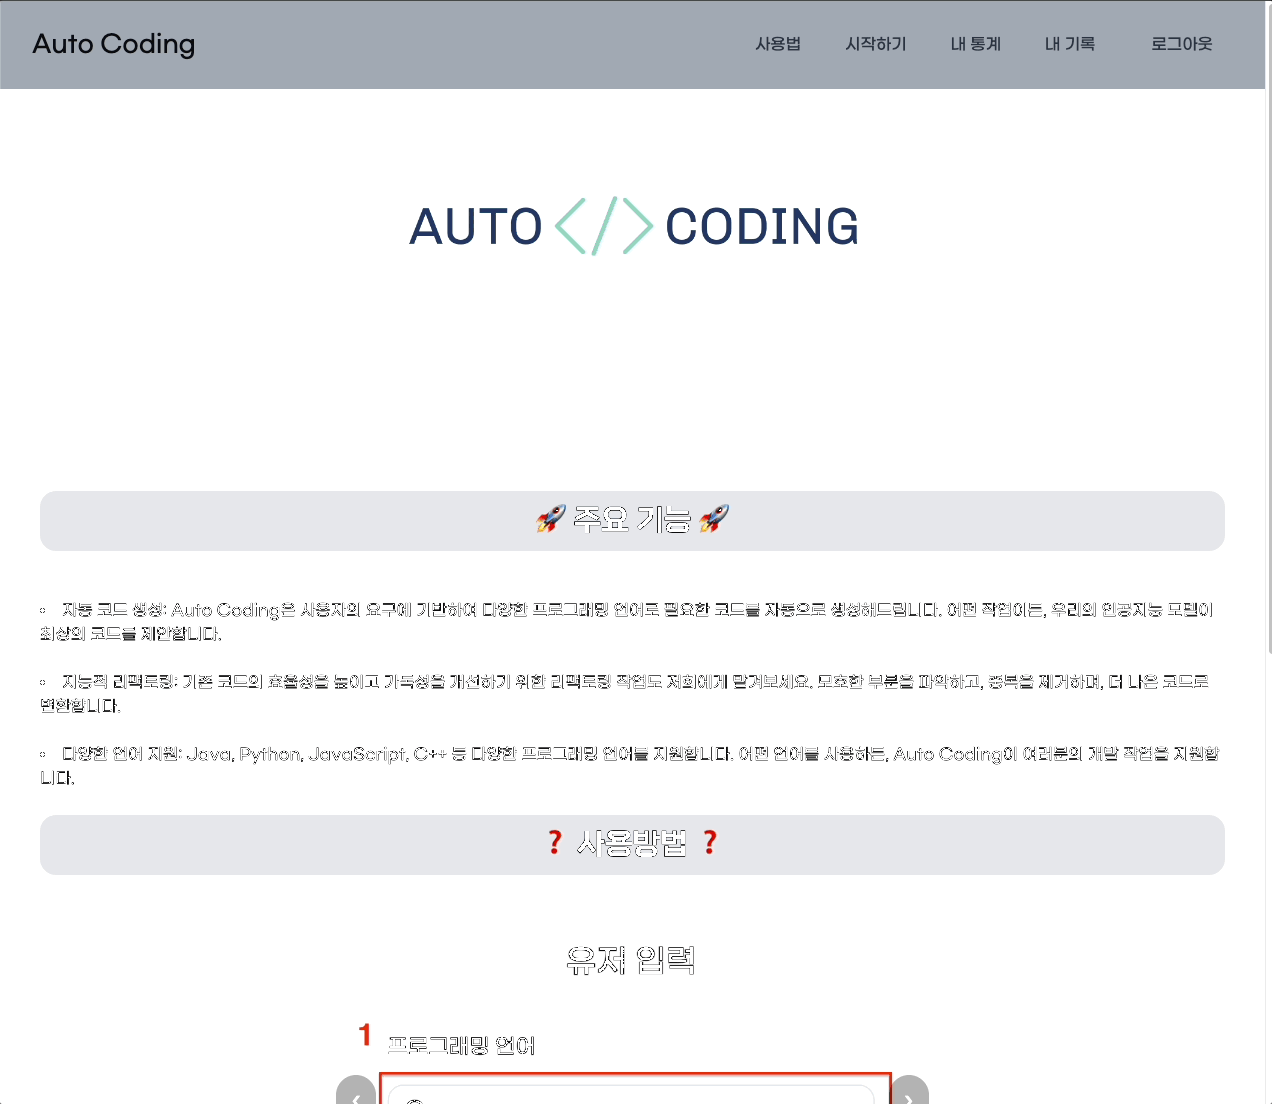 Auto Coding 사용법 시작하기 내 통계 내 기록 로그아웃
AUTO </> CODING
🚀 주요 기능 🚀
• 자동 코드 생성: Auto Coding은 사용자의 요구에 기반하여 다양한 프로그래밍 언어로 필요한 코드를 자동으로 생성해드립니다. 어떤 작업이든, 우리의 인공지능 모델이
최상의 코드를 제안합니다.
• 지능적 리팩토링: 기존 코드의 효율성을 높이고 가독성을 개선하기 위한 리팩토링 작업도 저희에게 맡겨보세요. 모호한 부분을 파악하고, 중복을 제거하며, 더 나은 코드로
변환합니다.
• 다양한 언어 지원: Java, Python, JavaScript, C++ 등 다양한 프로그래밍 언어를 지원합니다. 어떤 언어를 사용하든, Auto Coding이 여러분의 개발 작업을 지원합
니다.
❓ 사용방법 ❓
유저 입력
1 프로그래밍 언어
‹ ›